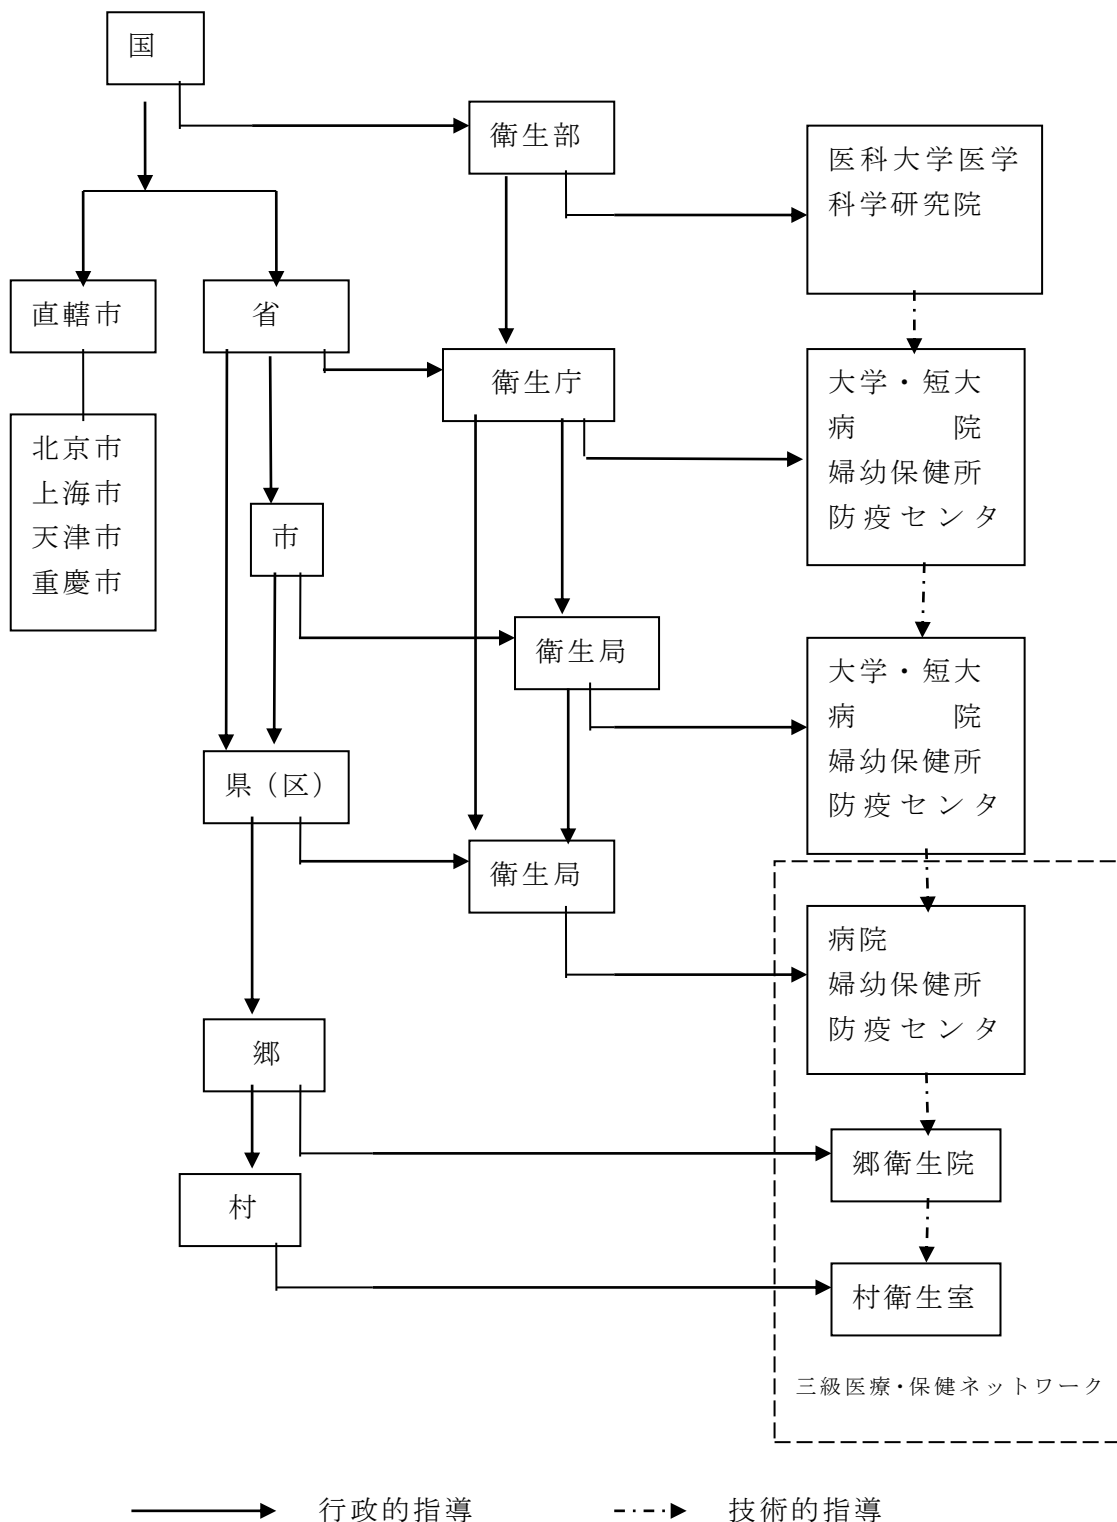 国
衛生部
医科大学医学
科学研究院
直轄市
省
衛生庁
大学・短大
病院
婦幼保健所
防疫センタ
北京市
上海市
天津市
重慶市
市
衛生局
大学・短大
病院
婦幼保健所
防疫センタ
県（区）
衛生局
病院
婦幼保健所
防疫センタ
郷
郷衛生院
村
村衛生室
三級医療・保健ネットワーク
行政的指導
技術的指導